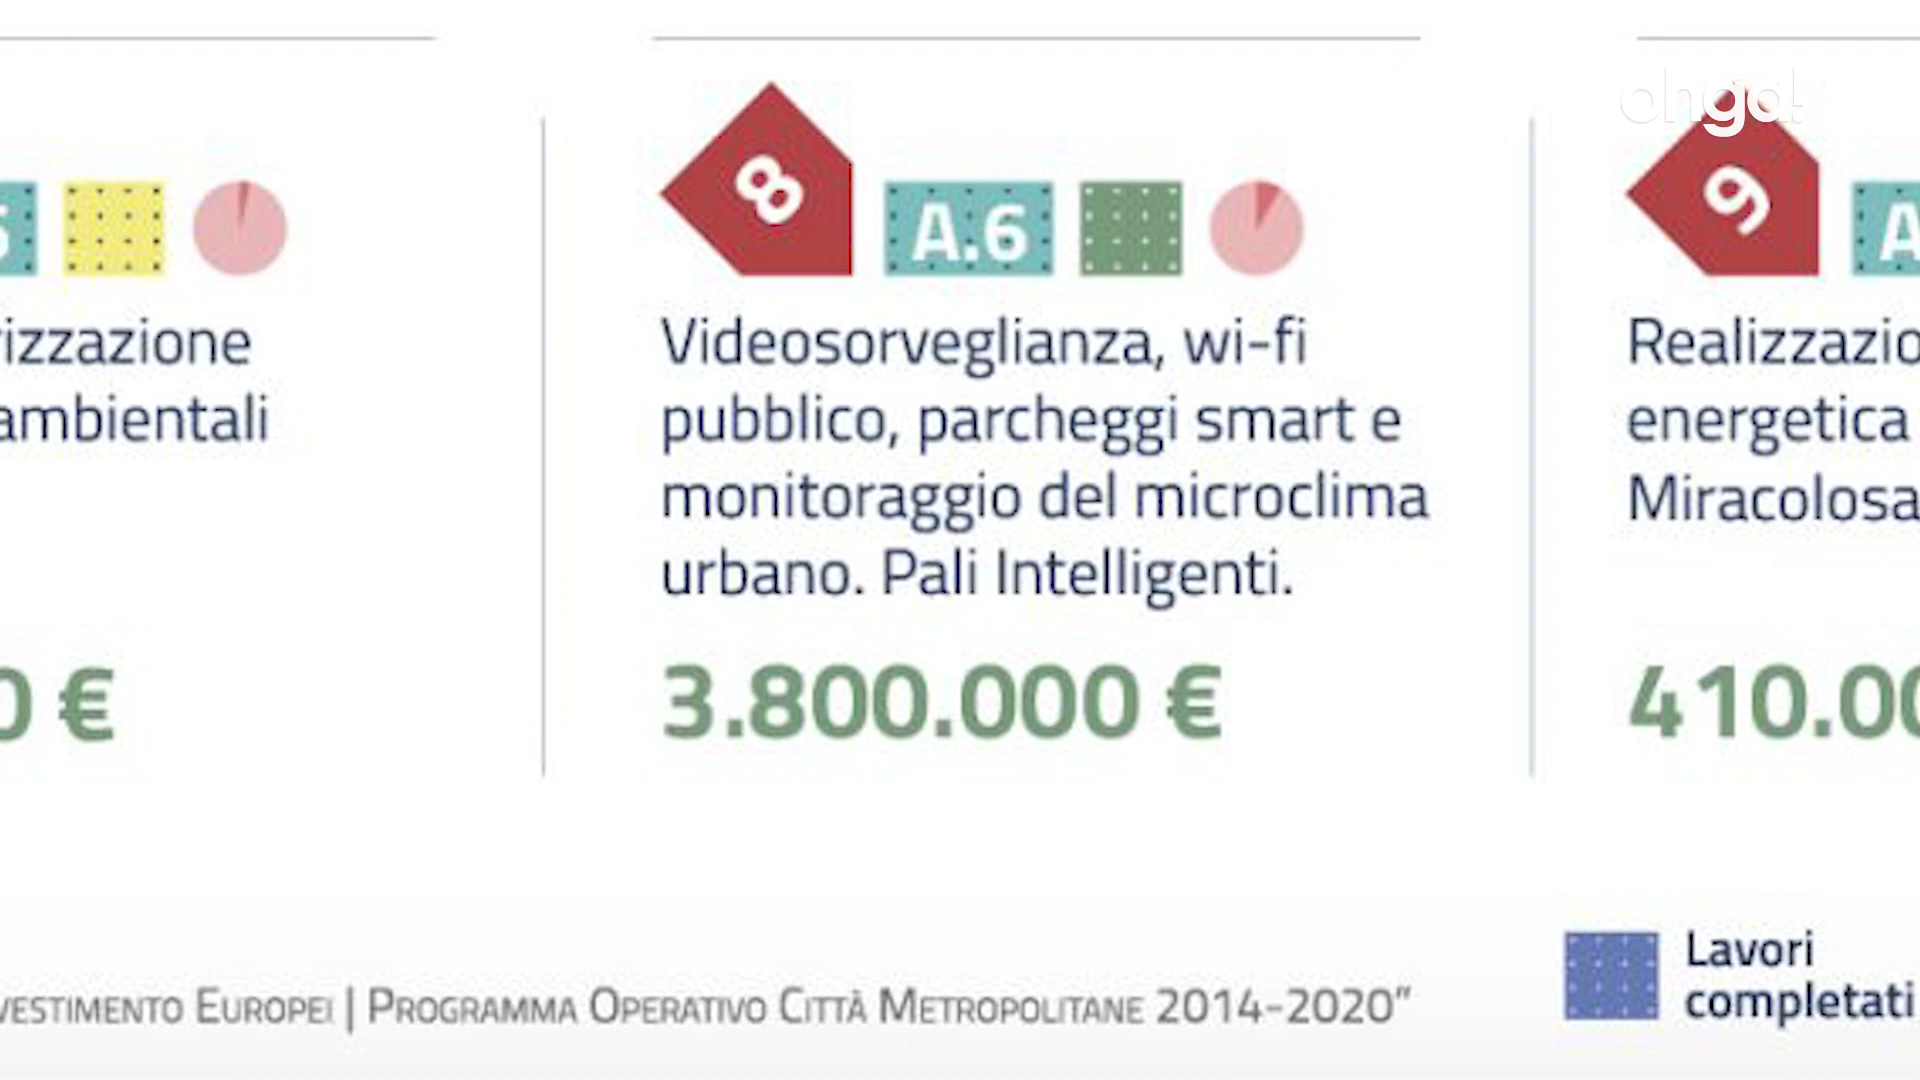 ohga!
rizzazione
ambientali
0 €
8
A.6
Videosorveglianza, wi-fi
pubblico, parcheggi smart e
monitoraggio del microclima
urbano. Pali Intelligenti.
3.800.000 €
9
A
Realizzazio
energetica
Miracolosa
410.00
VESTIMENTO EUROPEI | PROGRAMMA OPERATIVO CITTÀ METROPOLITANE 2014-2020”
Lavori
completati